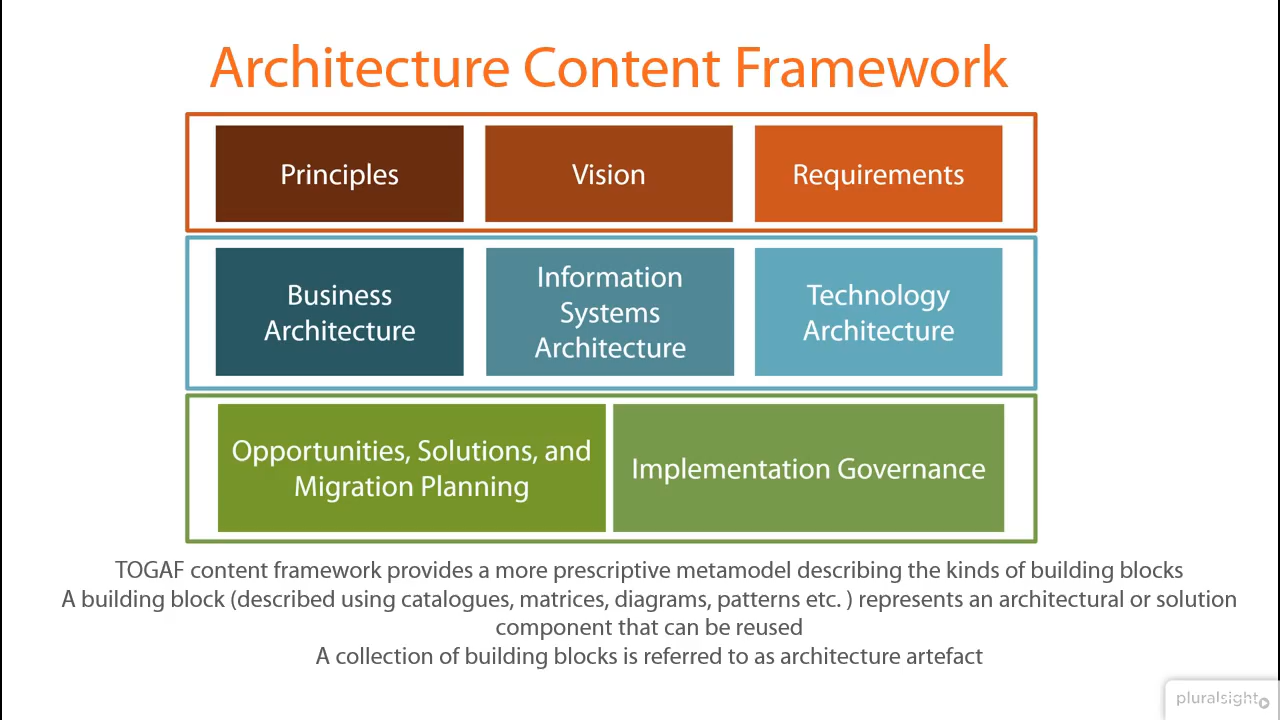 Architecture Content Framework
Principles
Vision
Requirements
Business
Architecture
Information
Systems
Architecture
Technology
Architecture
Opportunities, Solutions, and
Migration Planning
Implementation Governance
TOGAF content framework provides a more prescriptive metamodel describing the kinds of building blocks
A building block (described using catalogues, matrices, diagrams, patterns etc. ) represents an architectural or solution
component that can be reused
A collection of building blocks is referred to as architecture artefact
pluralsight